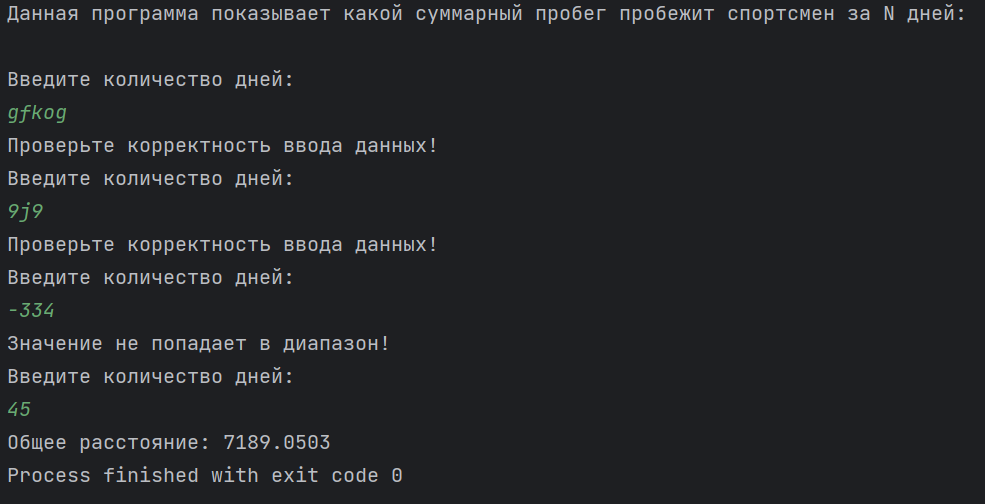 Данная программа показывает какой суммарный пробег пробежит спортсмен за N дней:
Введите количество дней:
gfkog
Проверьте корректность ввода данных!
Введите количество дней:
9j9
Проверьте корректность ввода данных!
Введите количество дней:
-334
Значение не попадает в диапазон!
Введите количество дней:
45
Общее расстояние: 7189.0503
Process finished with exit code 0